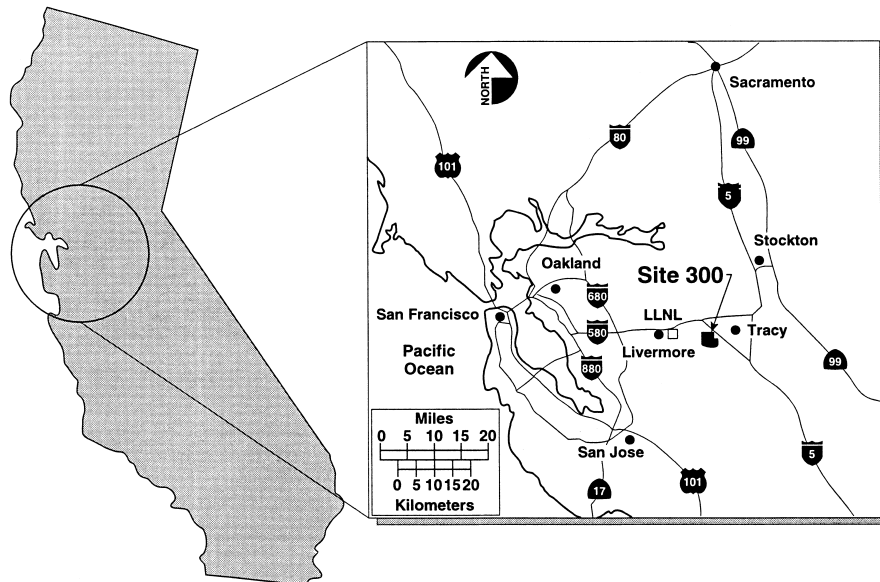 NORTH
Sacramento
80
99
101
5
Stockton
Oakland
Site 300
680
San Francisco
LLNL
580
Tracy
Livermore
Pacific
Ocean
880
99
Miles
0 5 10 15 20
0 5 10 15 20
Kilometers
San Jose
5
17
101